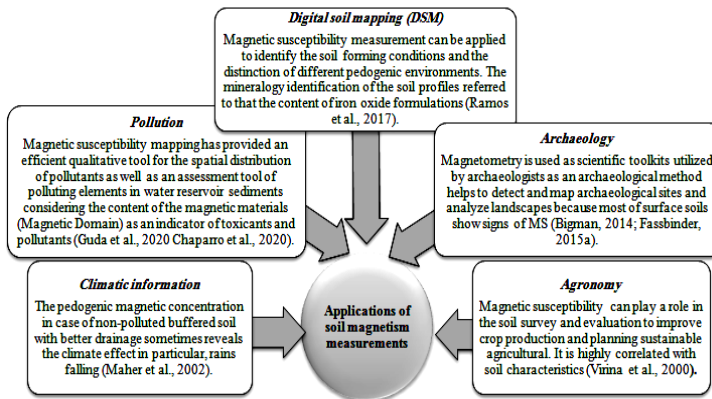 Digital soil mapping (DSM)
Magnetic susceptibility measurement can be applied
to identify the soil forming conditions and the
distinction of different pedogenic environments. The
mineralogy identification of the soil profiles referred
to that the content of iron oxide formulations (Ramos
et al., 2017).
Pollution
Magnetic susceptibility mapping has provided an
efficient qualitative tool for the spatial distribution
of pollutants as well as an assessment tool of
polluting elements in water reservoir sediments
considering the content of the magnetic materials
(Magnetic Domain) as an indicator of toxicants and
pollutants (Guda et al., 2020 Chaparro et al., 2020).
Archaeology
Magnetometry is used as scientific toolkits utilized
by archaeologists as an archaeological method
helps to detect and map archaeological sites and
analyze landscapes because most of surface soils
show signs of MS (Bigman, 2014; Fassbinder,
2015a).
Climatic information
The pedogenic magnetic concentration
in case of non-polluted buffered soil
with better drainage sometimes reveals
the climate effect in particular, rains
falling (Maher et al., 2002).
Applications of
soil magnetism
measurements
Agronomy
Magnetic susceptibility can play a role in
the soil survey and evaluation to improve
crop production and planning sustainable
agricultural. It is highly correlated with
soil characteristics (Virina et al., 2000).